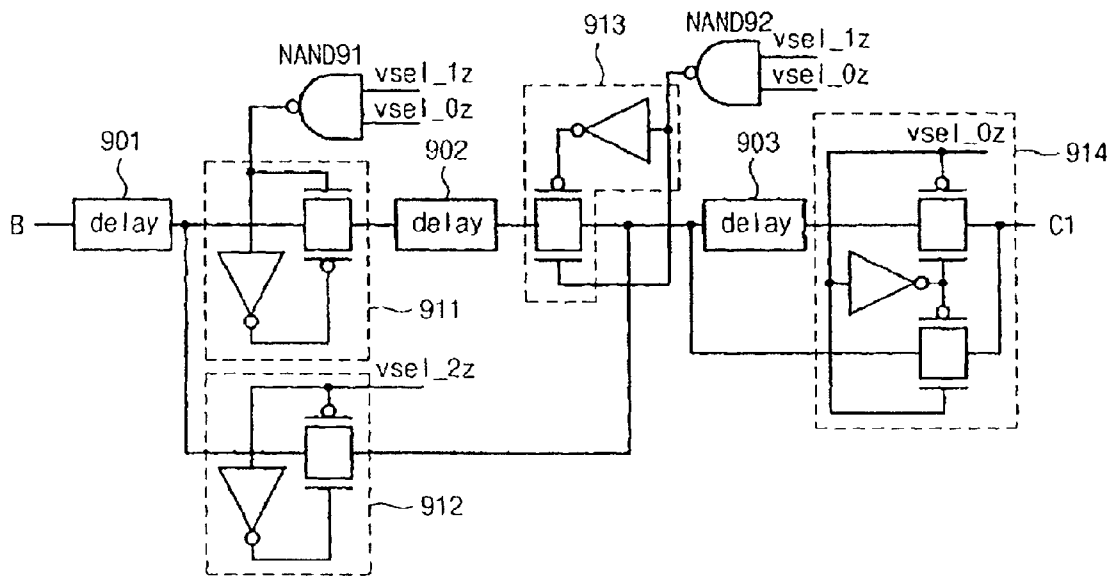 913
NAND92
NAND91
vsel_1z
vsel_0z
vsel_1z
vsel_0z
901
902
903
vsel_0z
914
B
delay
delay
delay
C1
911
vsel_2z
912